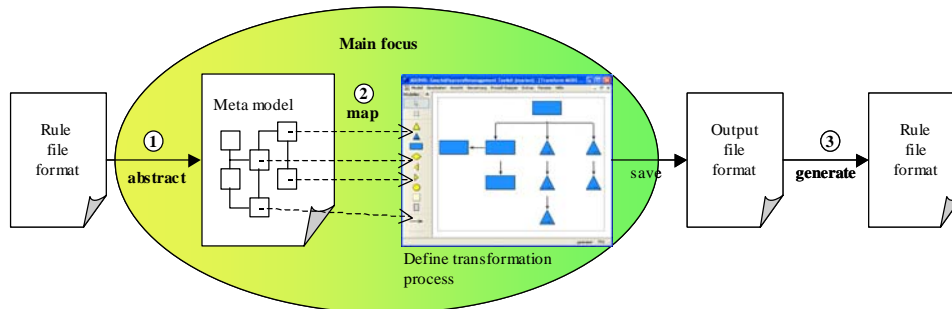 Main focus
Rule
file
format
1
abstract
Meta model
2
map
Define transformation
process
save
Output
file
format
3
generate
Rule
file
format